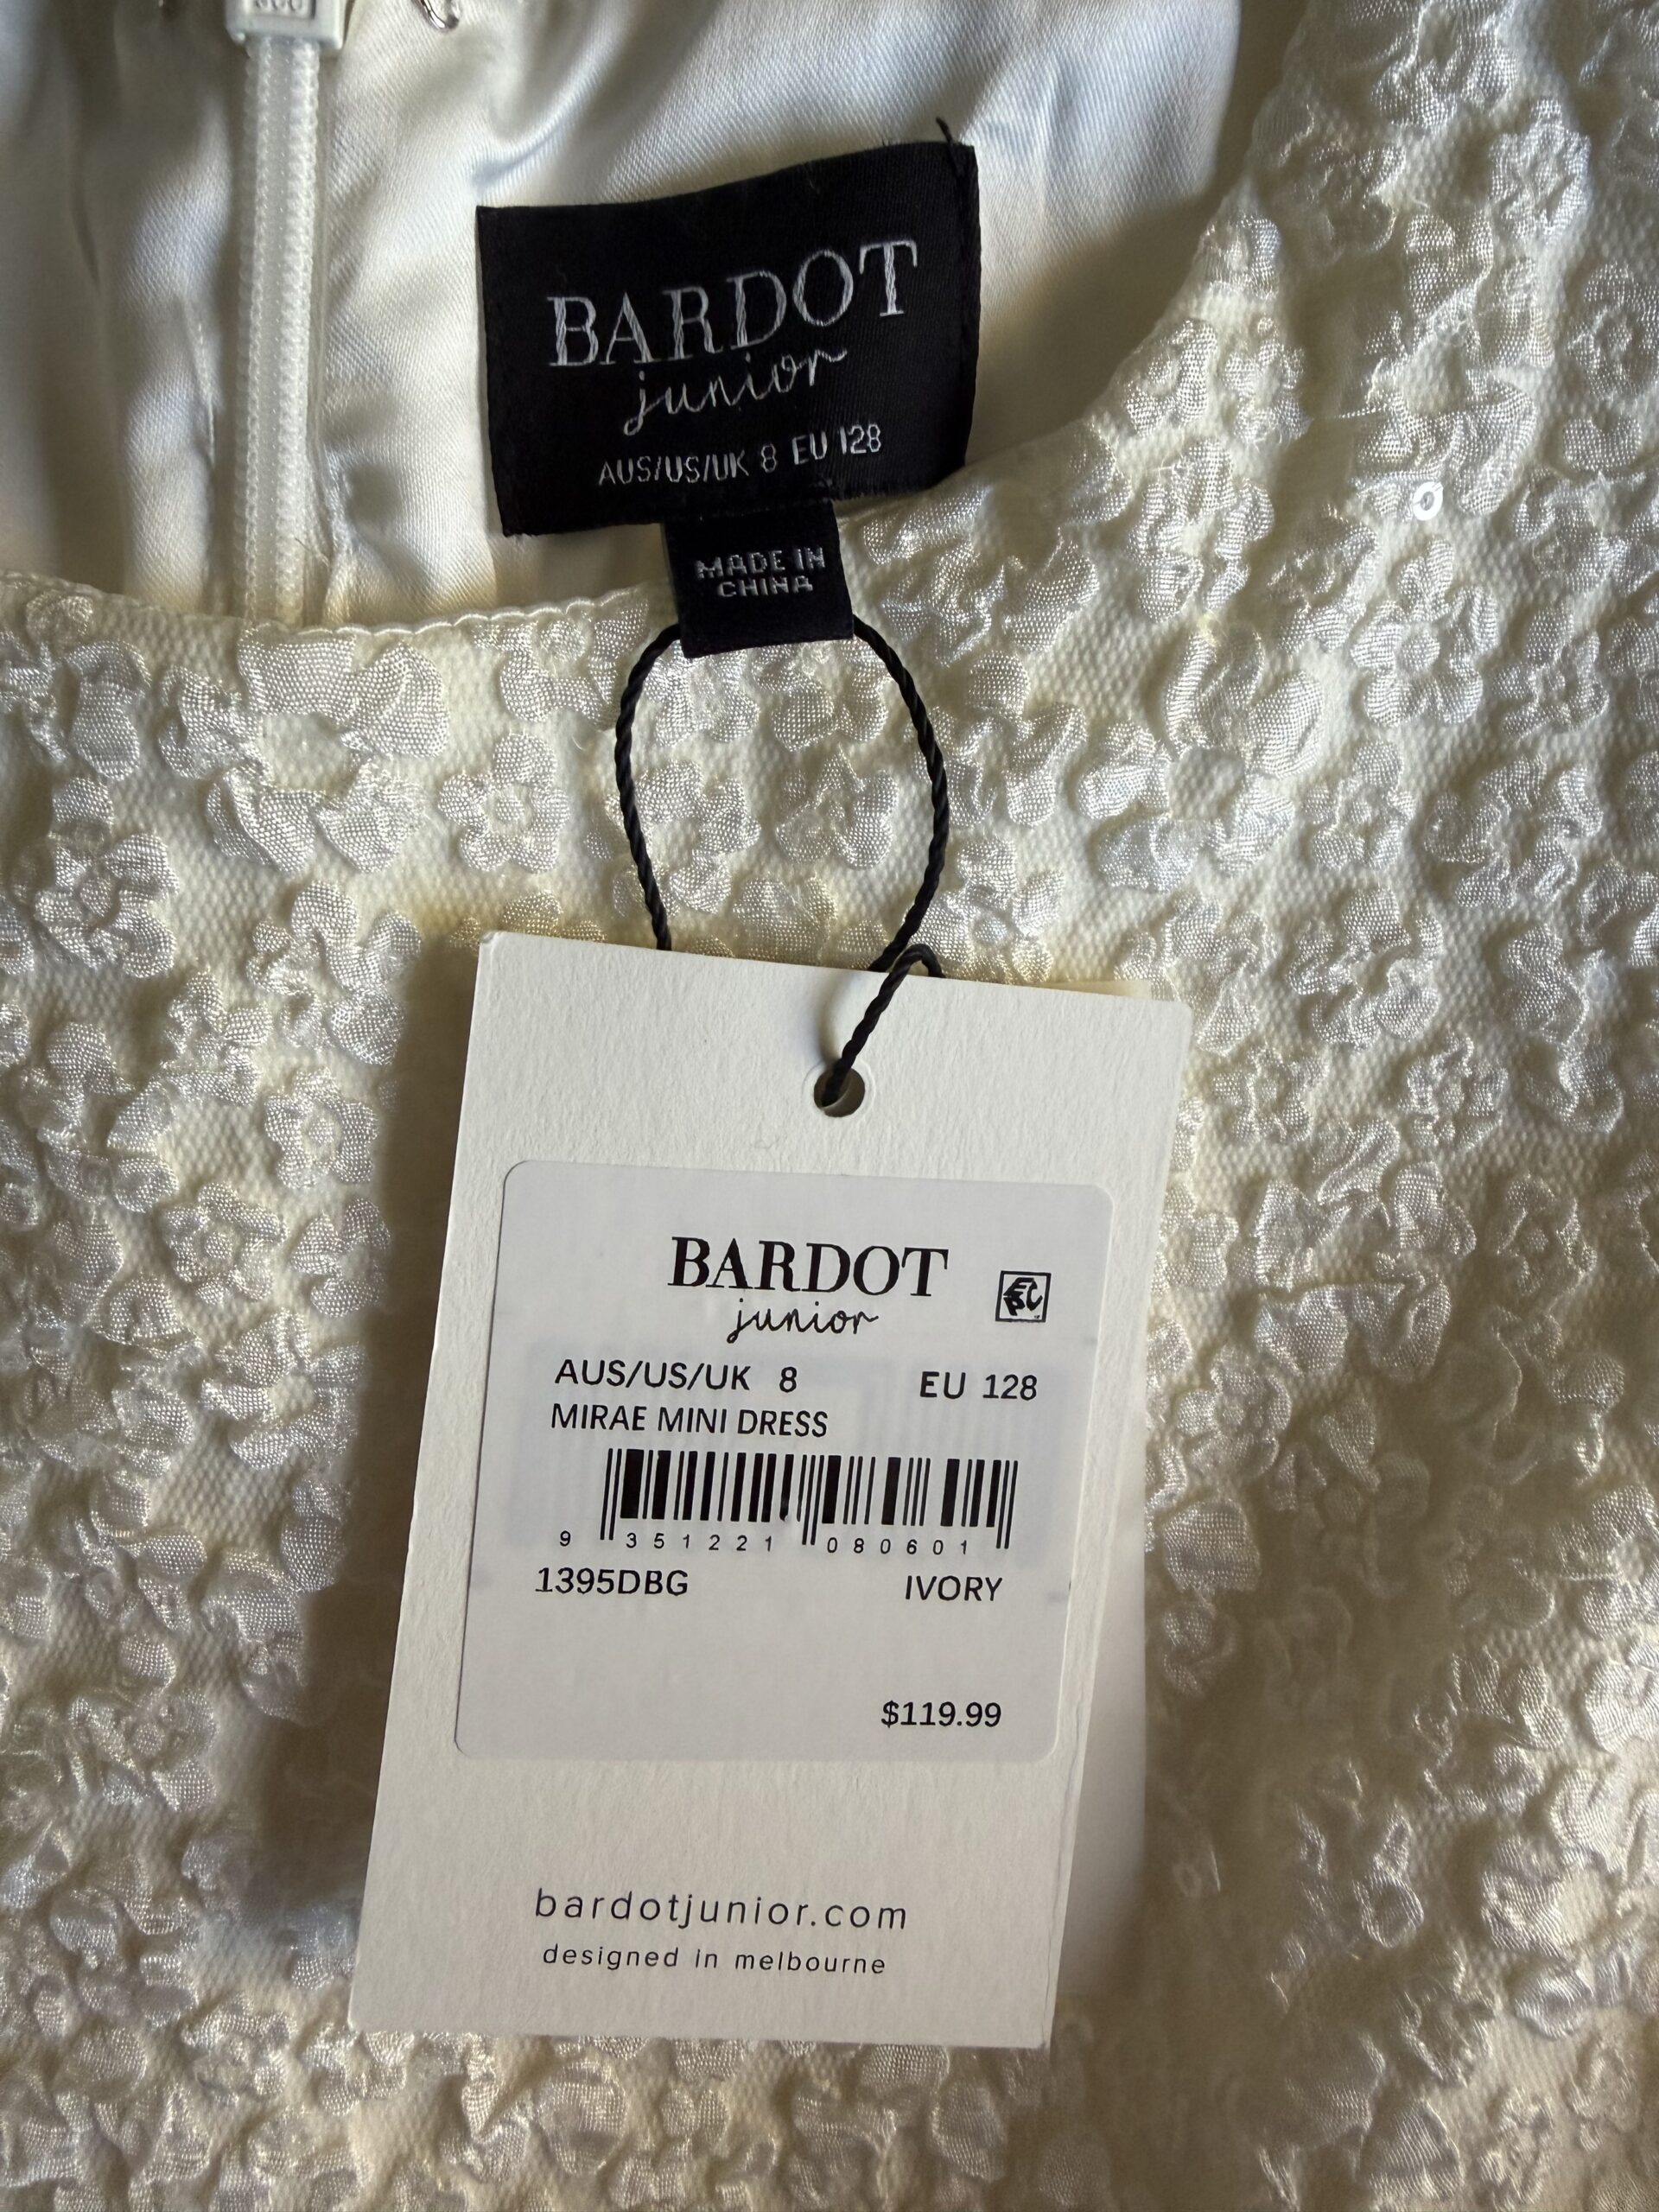 BARDOT
junior
AUS/US/UK 8 EU 128
MADE IN
CHINA
BARDOT
junior
AUS/US/UK 8 EU 128
MIRAE MINI DRESS
9 351221 080601
1395DBG IVORY
$119.99
bardotjunior.com
designed in melbourne